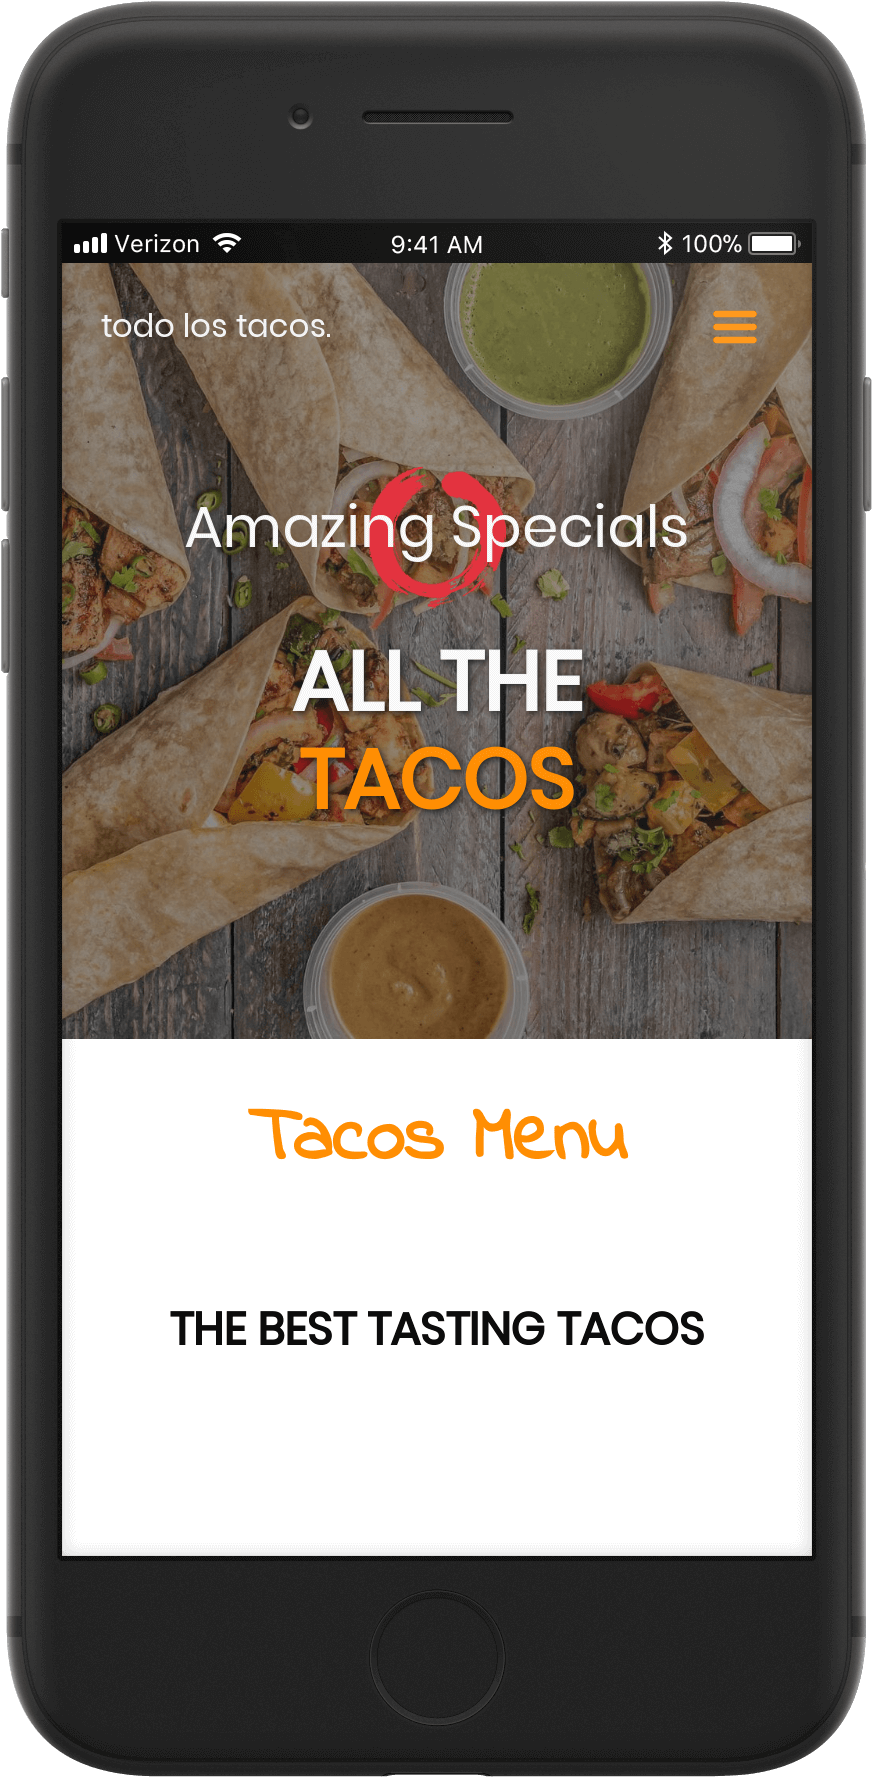 Verizon 9:41 AM 100%
todo los tacos.
Amazing Specials
ALL THE
TACOS
Tacos Menu
THE BEST TASTING TACOS